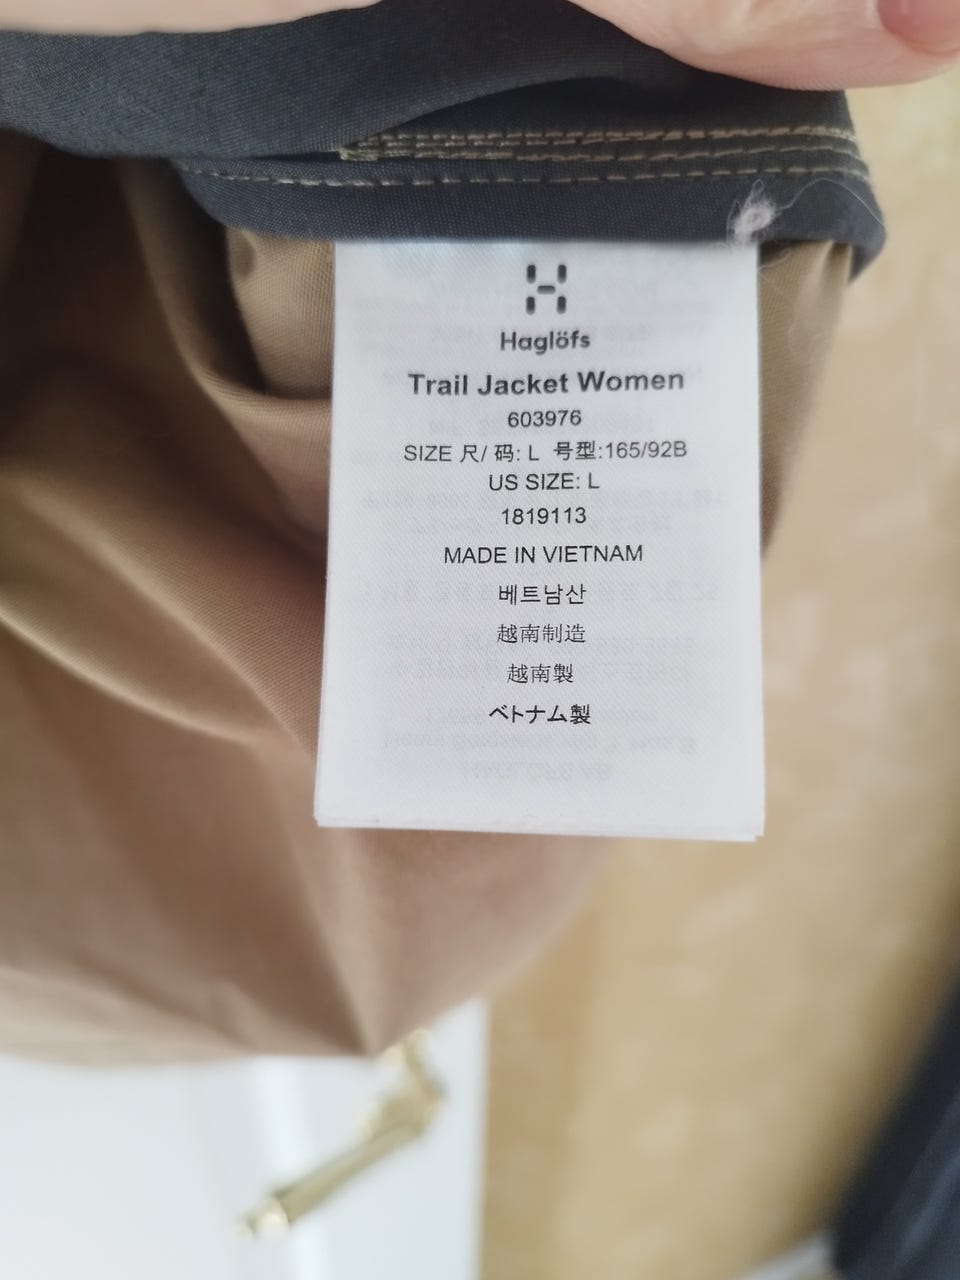 Haglöfs
Trail Jacket Women
603976
SIZE 尺/ 码: L 号型:165/92B
US SIZE: L
1819113
MADE IN VIETNAM
베트남산
越南制造
越南製
ベトナム製